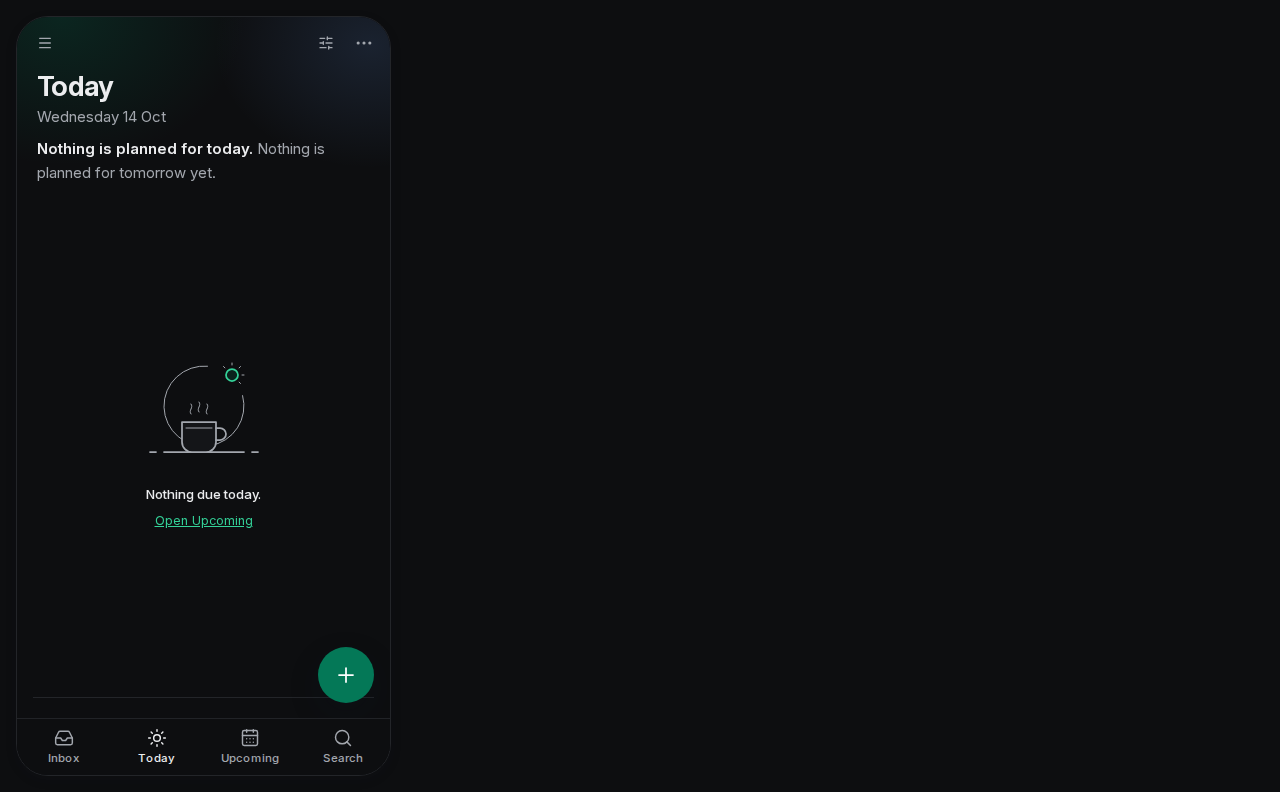 Today
Wednesday 14 Oct
Nothing is planned for today. Nothing is
planned for tomorrow yet.
Nothing due today.
Open Upcoming
Inbox
Today
Upcoming
Search